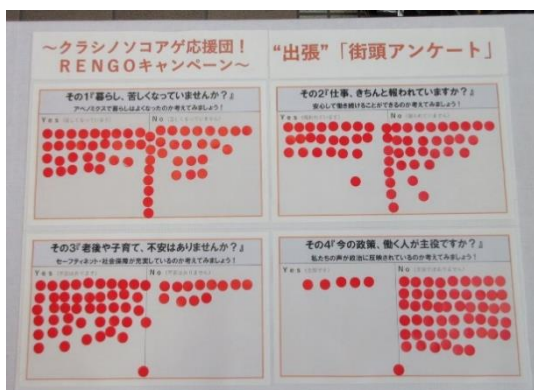 ～クラシノソコアゲ応援団！
ＲＥＮＧＯキャンペーン～
“出張”「街頭アンケート」
その1『暮らし、苦しくなっていませんか？』
アベノミクスで暮らしはよくなったのか考えてみましょう！
Yes
No
その2『仕事、きちんと報われていますか？』
安心して働き続けることができるのか考えてみましょう！
Yes
No
その3『老後や子育て、不安はありませんか？』
セーフティネット・社会保障が充実しているのか考えてみましょう！
Yes
No
その4『今の政策、働く人が主役ですか？』
私たちの声が政治に反映されているのか考えてみましょう！
Yes
No